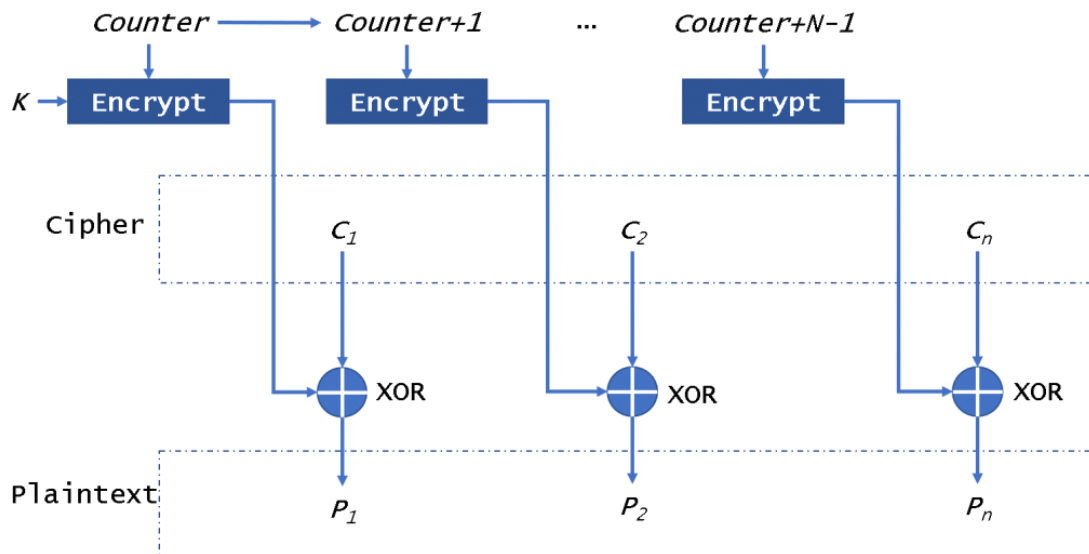 Counter Counter+1 ... Counter+N-1
K Encrypt Encrypt Encrypt
Cipher C1 C2 Cn
XOR XOR XOR
Plaintext P1 P2 Pn